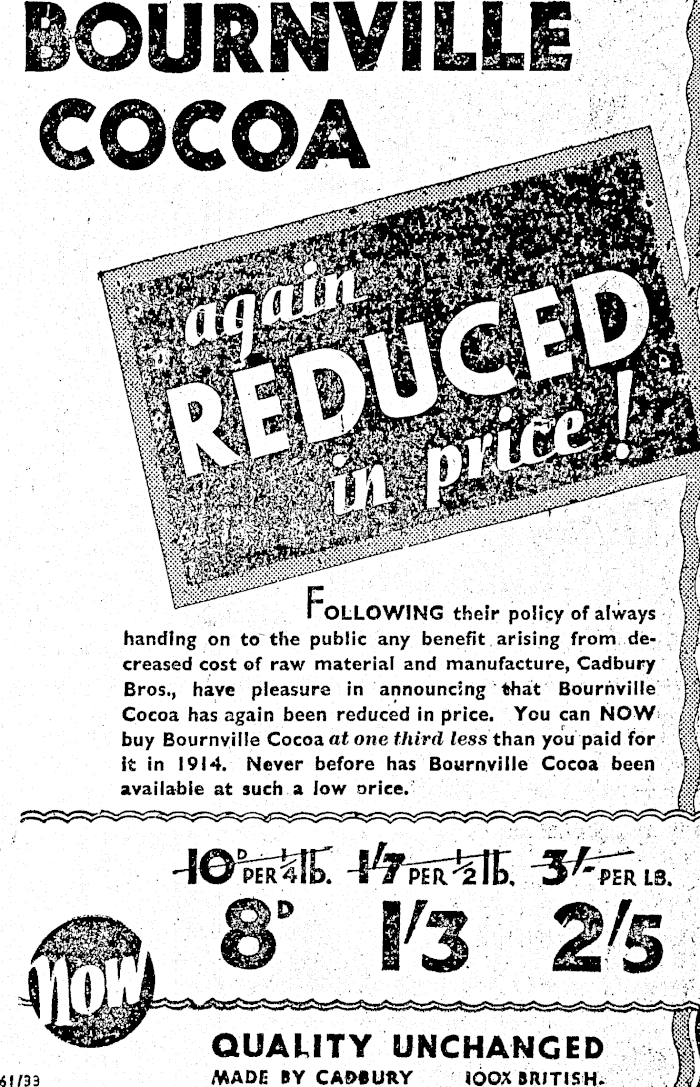 BOURNVILLE
COCOA
again
REDUCED
in price!
FOLLOWING their policy of always
handing on to the public any benefit arising from de-
creased cost of raw material and manufacture, Cadbury
Bros., have pleasure in announcing that Bournville
Cocoa has again been reduced in price. You can NOW
buy Bournville Cocoa at one third less than you paid for
it in 1914. Never before has Bournville Cocoa been
available at such a low price.
10D PER ¼lb. 1/7 PER ½lb. 3/- PER LB.
now 8D 1/3 2/5
QUALITY UNCHANGED
MADE BY CADBURY 100% BRITISH.
61/33